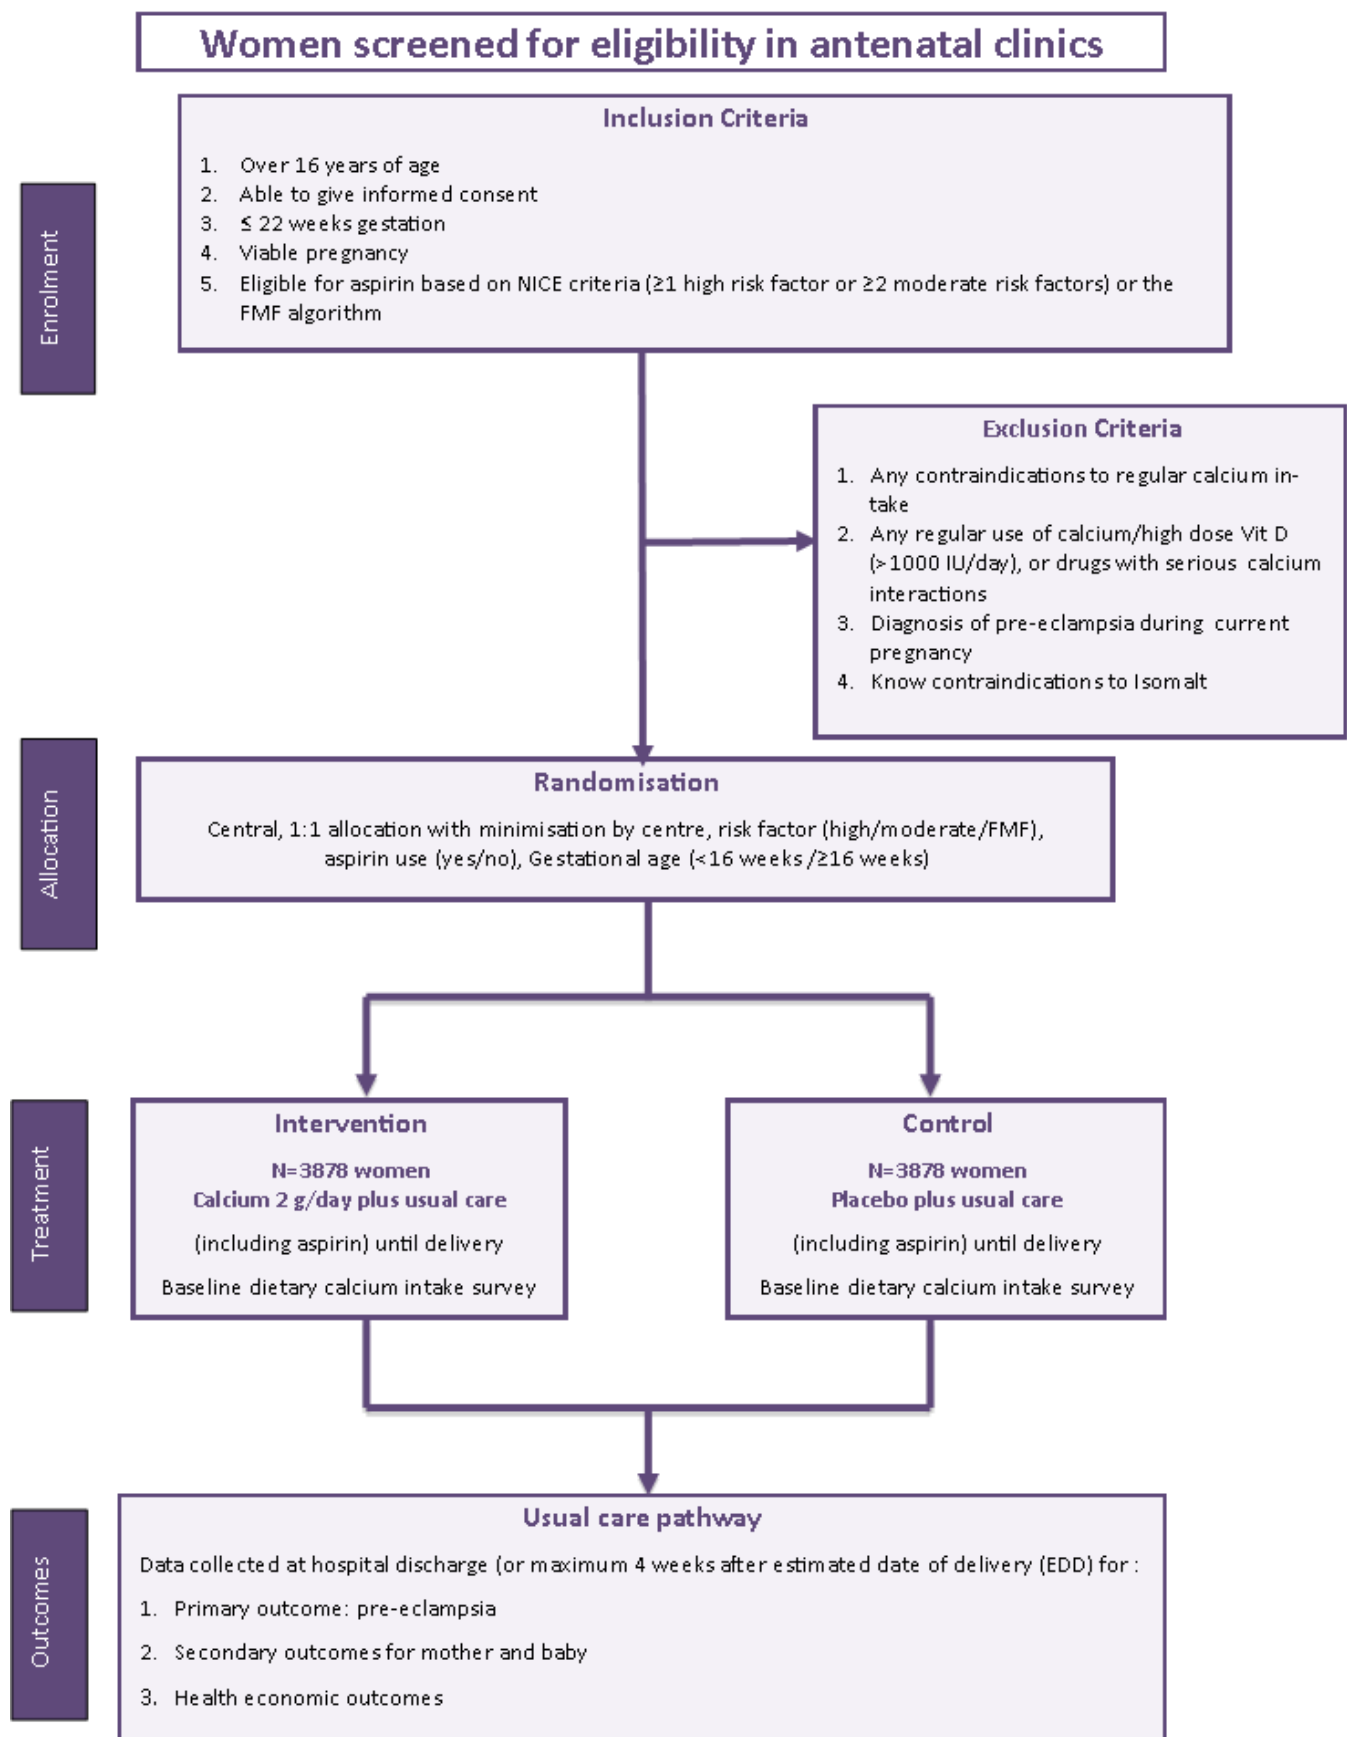 Women screened for eligibility in antenatal clinics
Enrolment
Inclusion Criteria
1. Over 16 years of age
2. Able to give informed consent
3. ≤ 22 weeks gestation
4. Viable pregnancy
5. Eligible for aspirin based on NICE criteria (≥1 high risk factor or ≥2 moderate risk factors) or the
FMF algorithm
Exclusion Criteria
1. Any contraindications to regular calcium in-
take
2. Any regular use of calcium/high dose Vit D
(>1000 IU/day), or drugs with serious calcium
interactions
3. Diagnosis of pre-eclampsia during current
pregnancy
4. Know contraindications to Isomalt
Allocation
Randomisation
Central, 1:1 allocation with minimisation by centre, risk factor (high/moderate/FMF),
aspirin use (yes/no), Gestational age (<16 weeks /≥16 weeks)
Treatment
Intervention
N=3878 women
Calcium 2 g/day plus usual care
(including aspirin) until delivery
Baseline dietary calcium intake survey
Control
N=3878 women
Placebo plus usual care
(including aspirin) until delivery
Baseline dietary calcium intake survey
Outcomes
Usual care pathway
Data collected at hospital discharge (or maximum 4 weeks after estimated date of delivery (EDD) for :
1. Primary outcome: pre-eclampsia
2. Secondary outcomes for mother and baby
3. Health economic outcomes